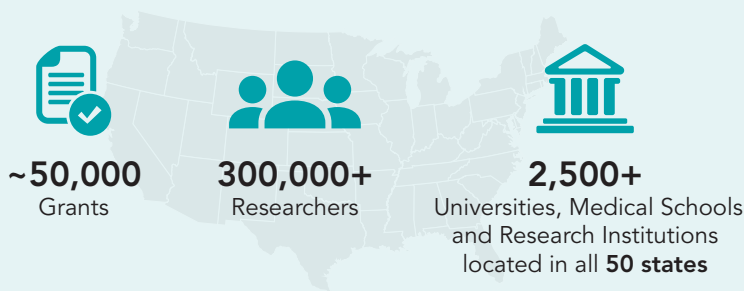 ~50,000
Grants
300,000+
Researchers
2,500+
Universities, Medical Schools
and Research Institutions
located in all 50 states